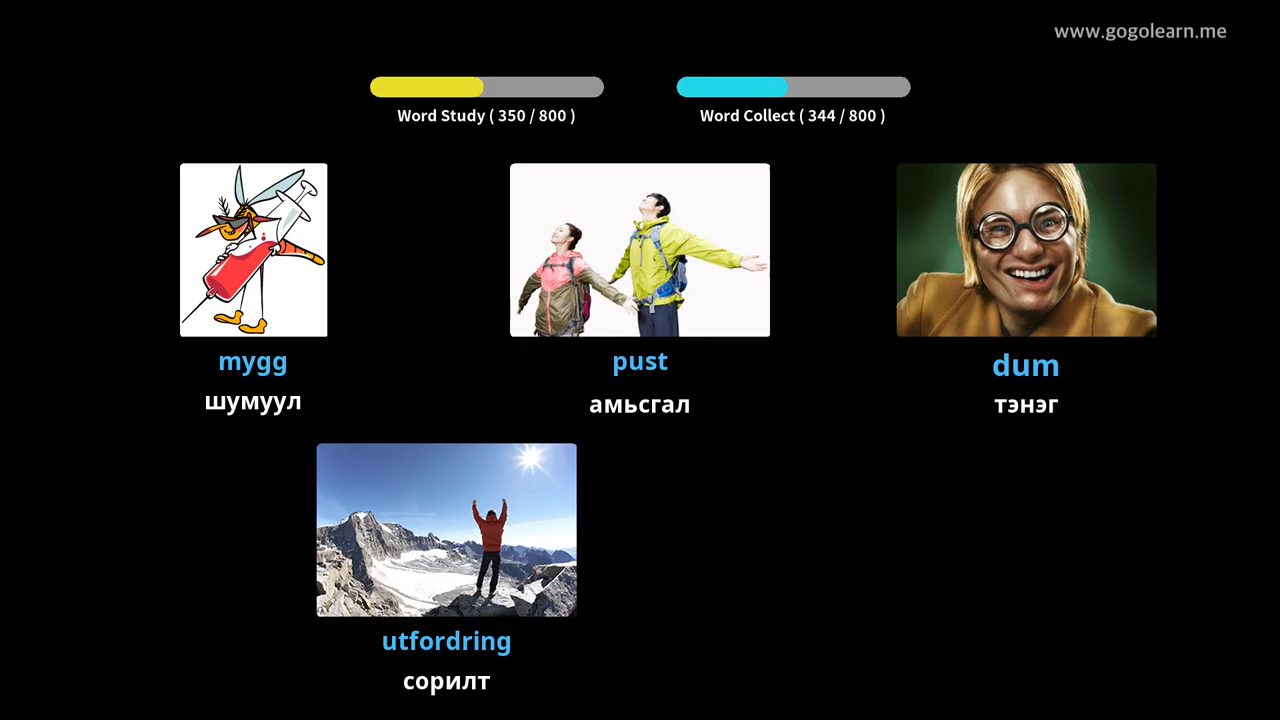 www.gogolearn.me
Word Study ( 350 / 800 )
Word Collect ( 344 / 800 )
mygg
шумуул
pust
амьсгал
dum
тэнэг
utfordring
сорилт